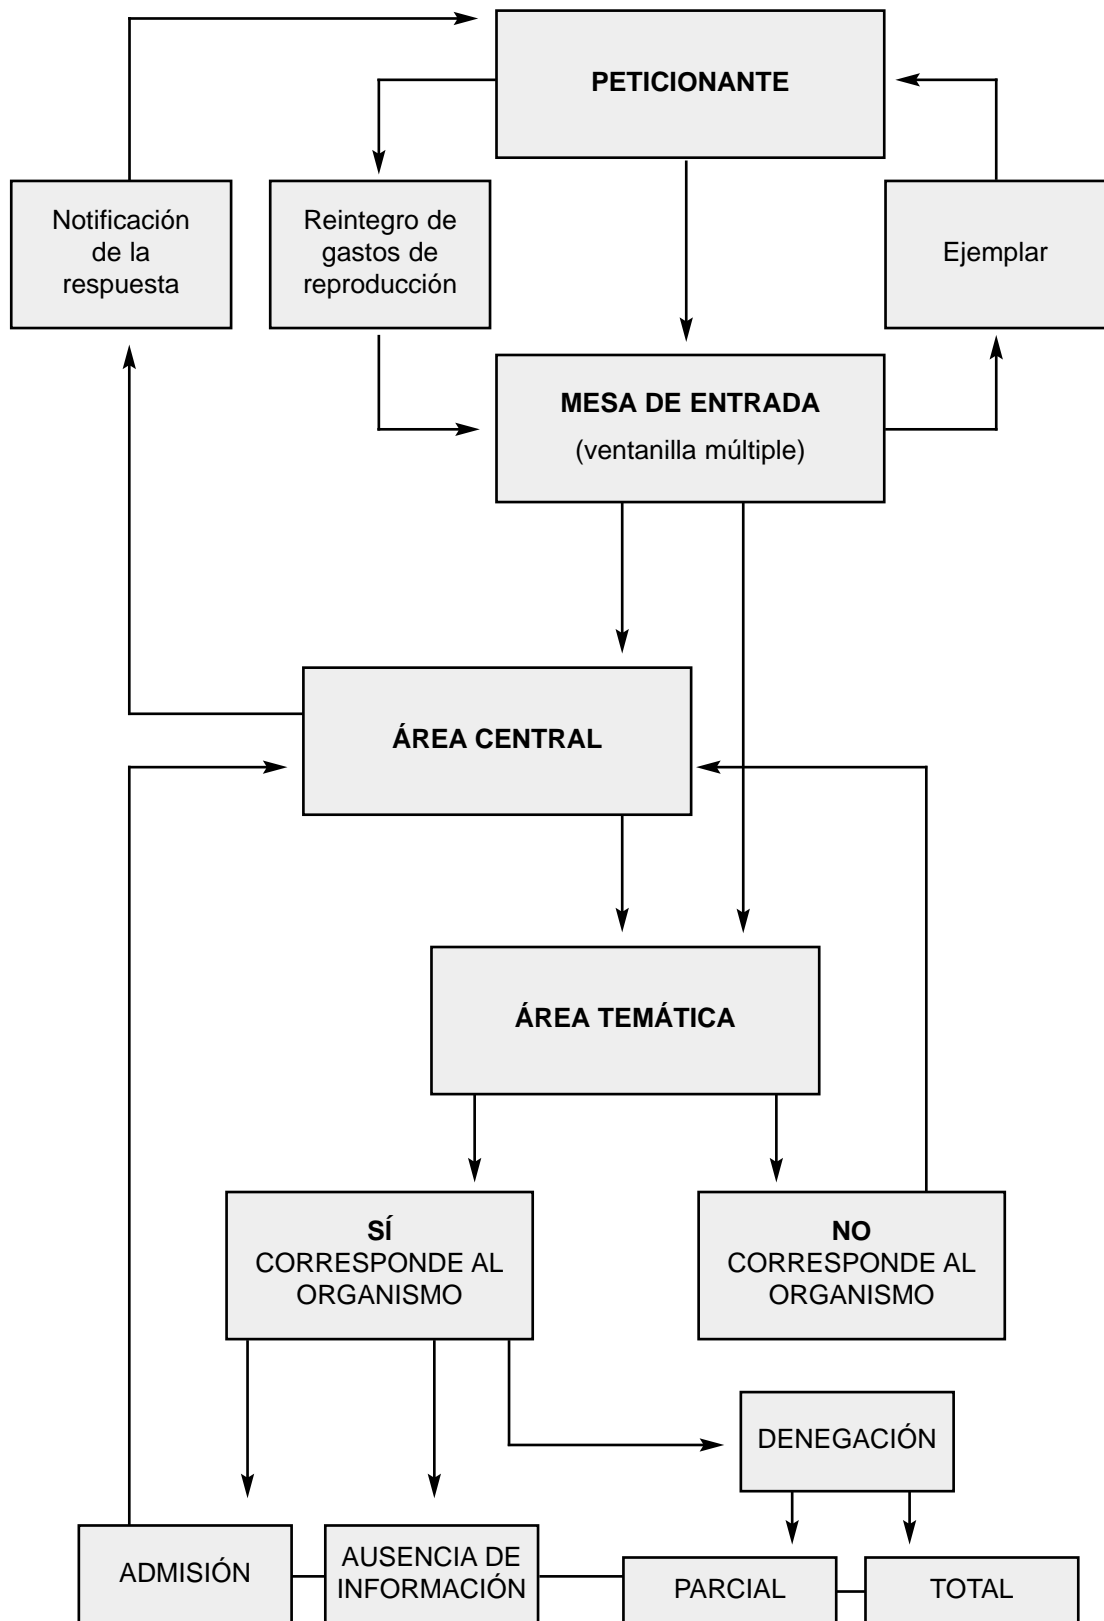 PETICIONANTE
Notificación
de la
respuesta
Reintegro de
gastos de
reproducción
Ejemplar
MESA DE ENTRADA
(ventanilla múltiple)
ÁREA CENTRAL
ÁREA TEMÁTICA
SÍ
CORRESPONDE AL
ORGANISMO
NO
CORRESPONDE AL
ORGANISMO
DENEGACIÓN
ADMISIÓN
AUSENCIA DE
INFORMACIÓN
PARCIAL
TOTAL